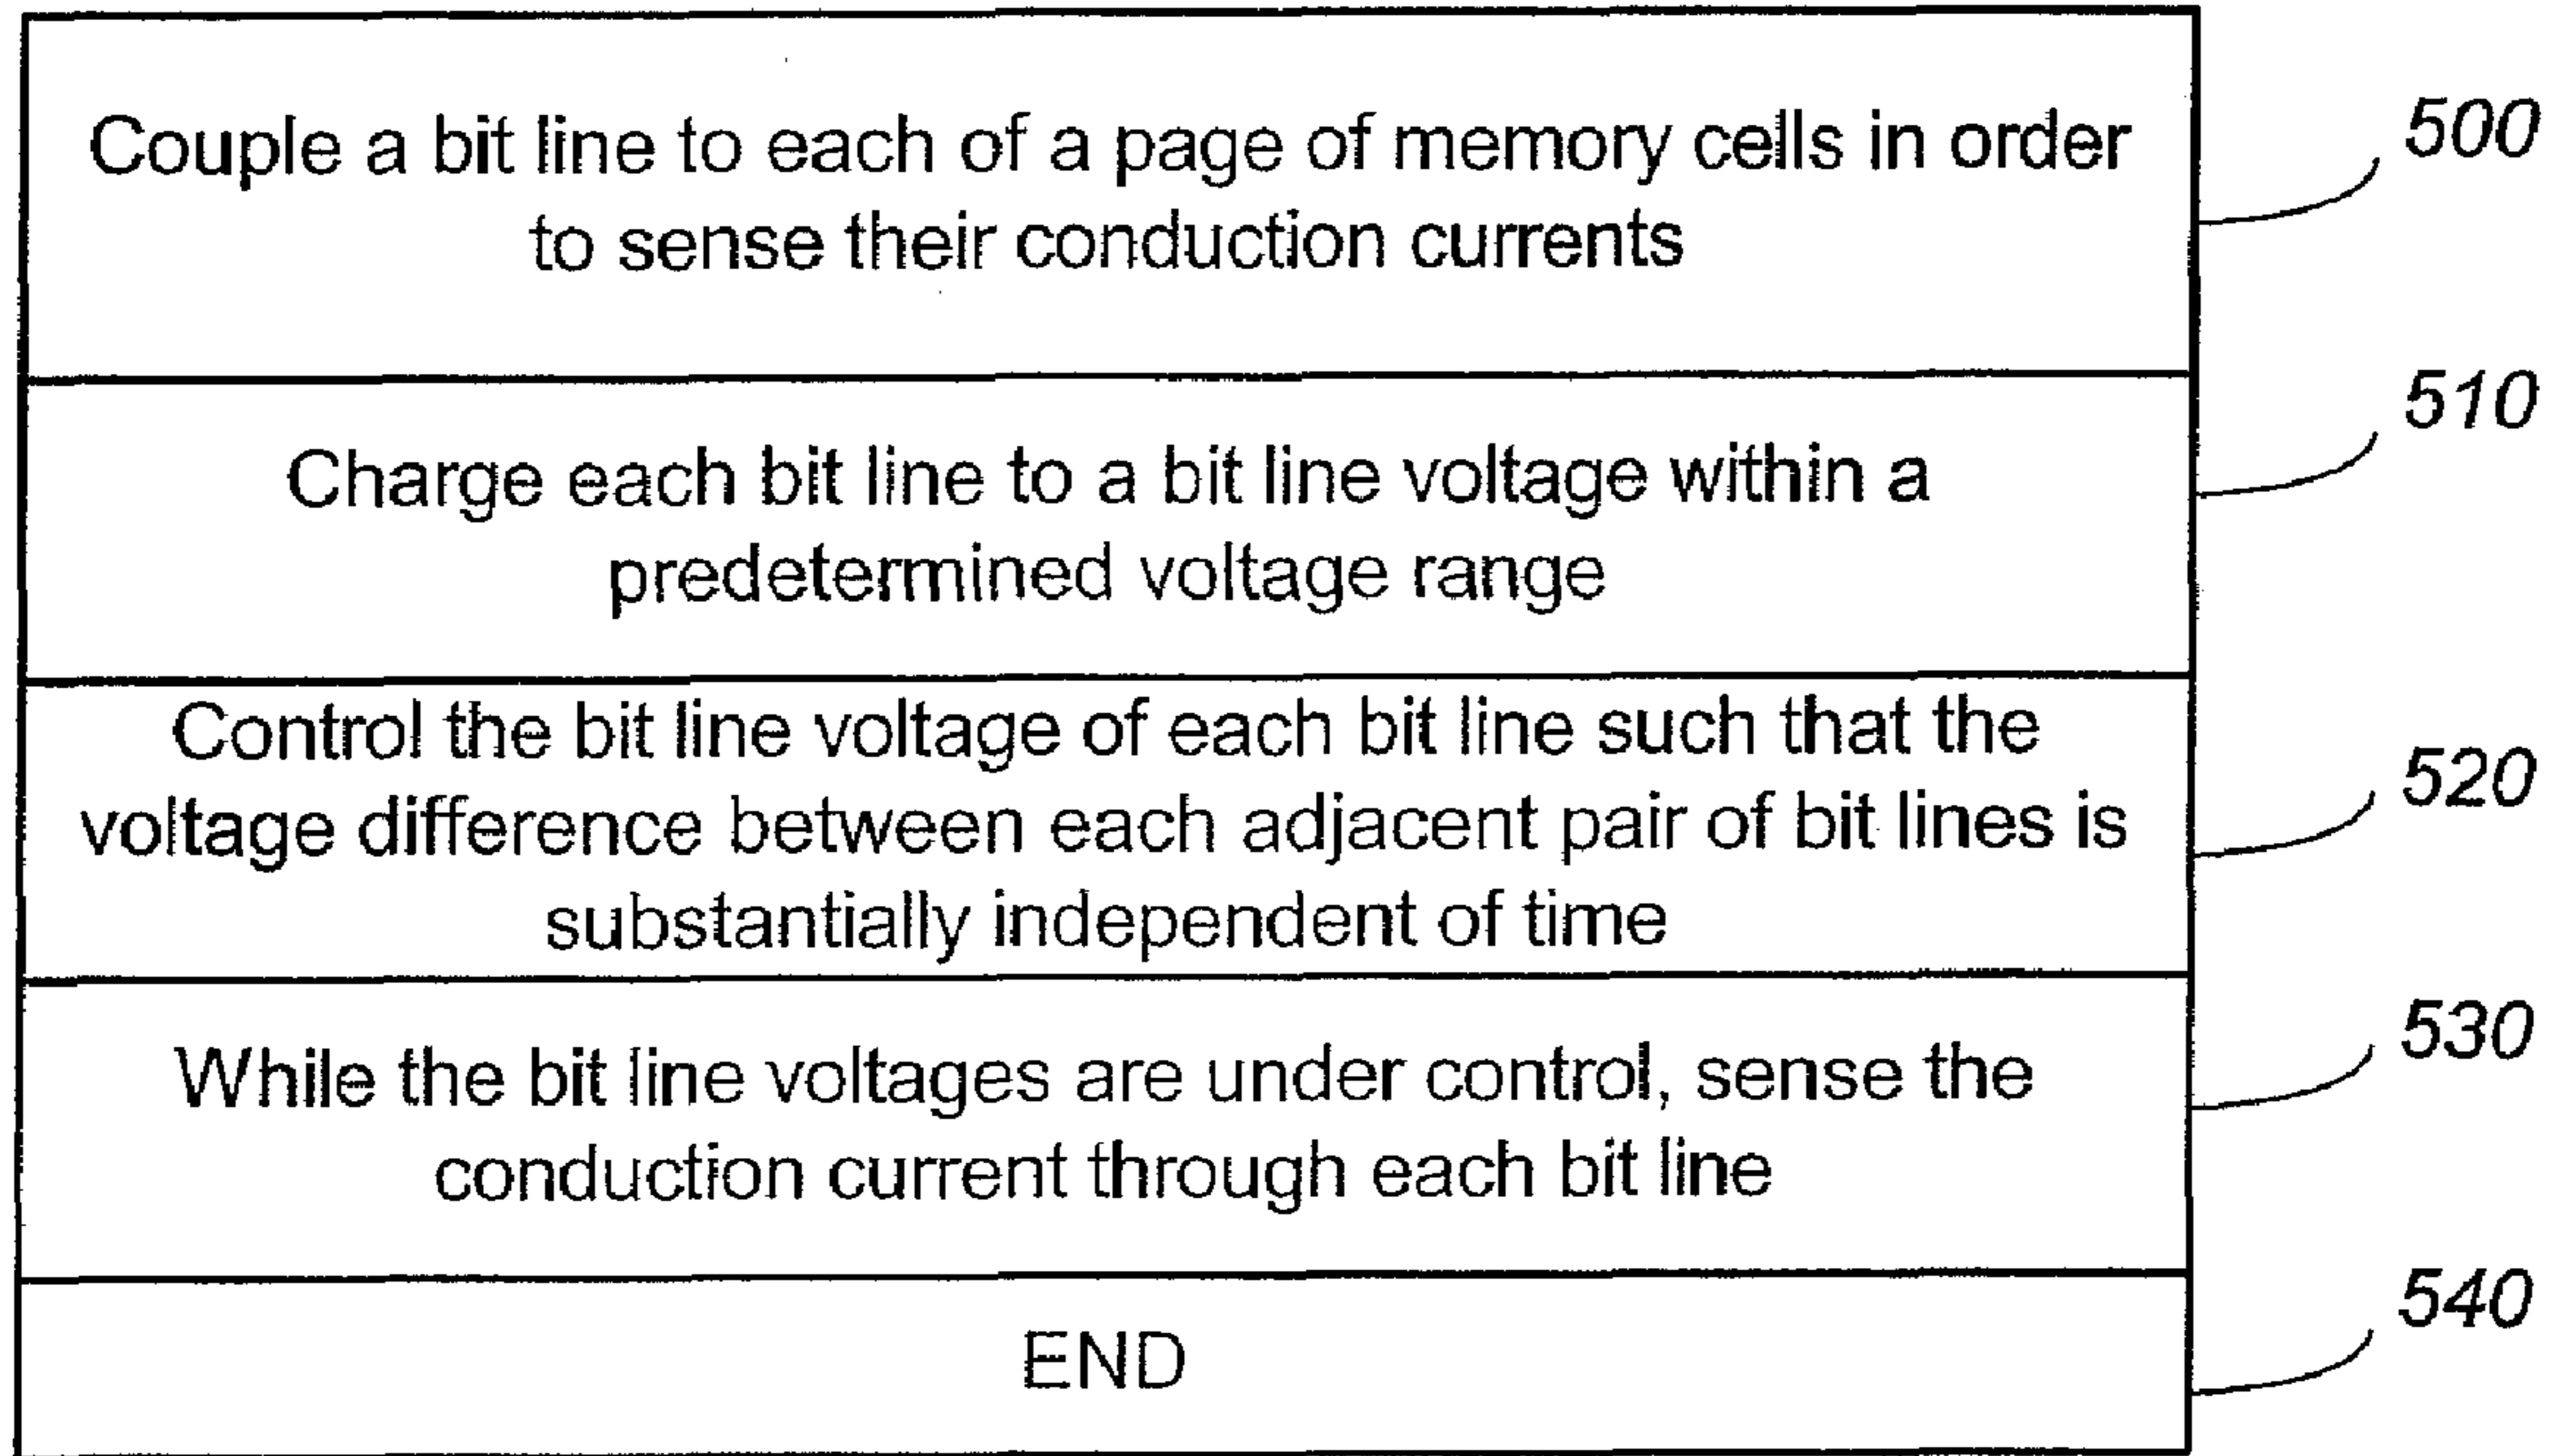 Couple a bit line to each of a page of memory cells in order
to sense their conduction currents
500
Charge each bit line to a bit line voltage within a
predetermined voltage range
510
Control the bit line voltage of each bit line such that the
voltage difference between each adjacent pair of bit lines is
substantially independent of time
520
While the bit line voltages are under control, sense the
conduction current through each bit line
530
END
540